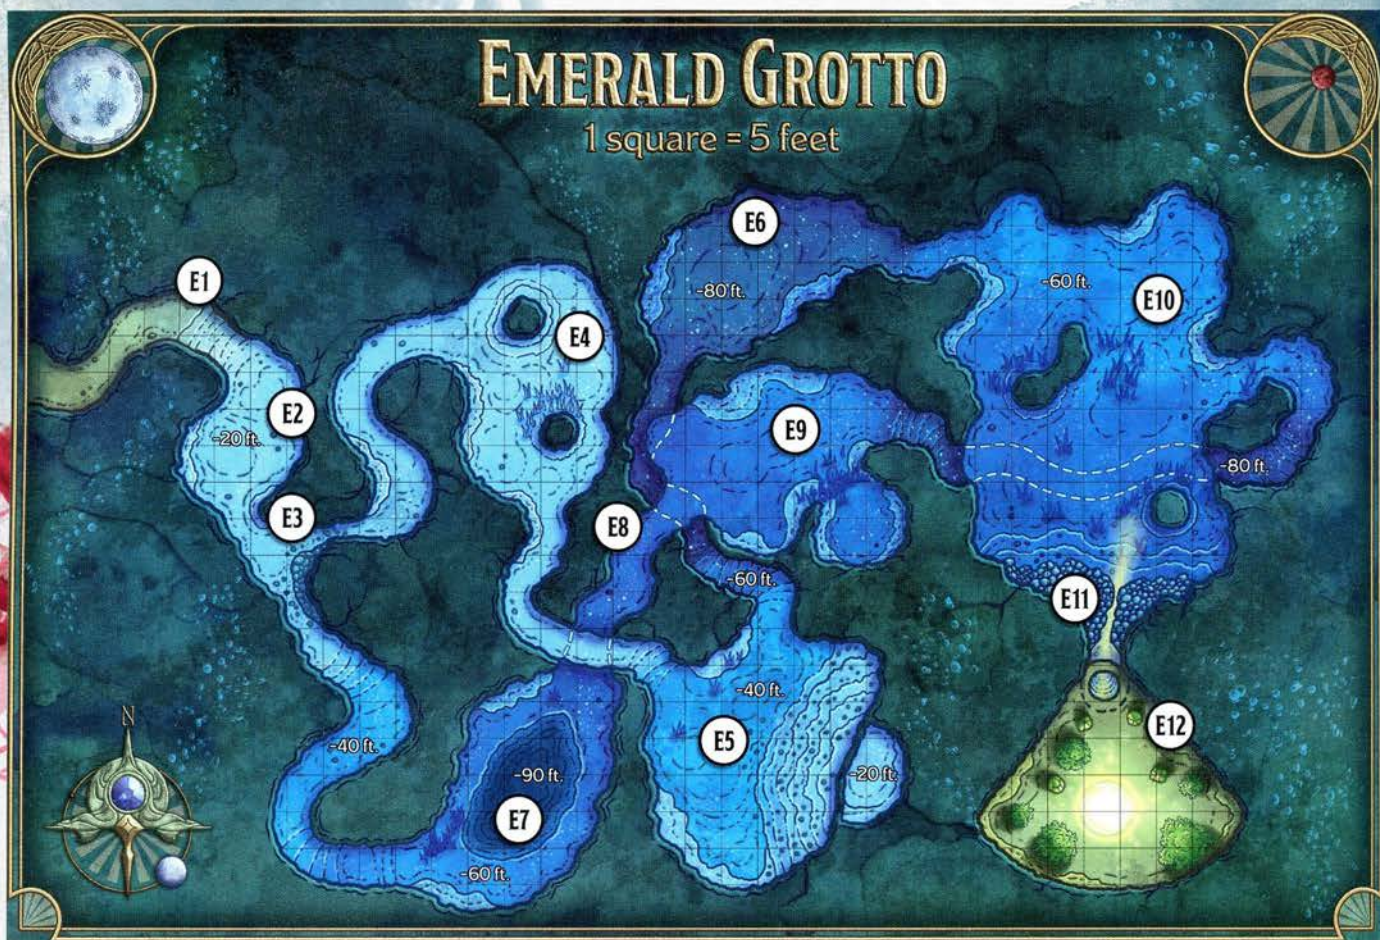 EMERALD GROTTO
1 square = 5 feet
E6
E1
-80 ft.
-60 ft.
E10
E4
E2
-20 ft.
E9
-80 ft.
E3
E8
-60 ft.
E11
-40 ft.
N
E12
E5
-40 ft.
-90 ft.
-20 ft.
E7
-60 ft.